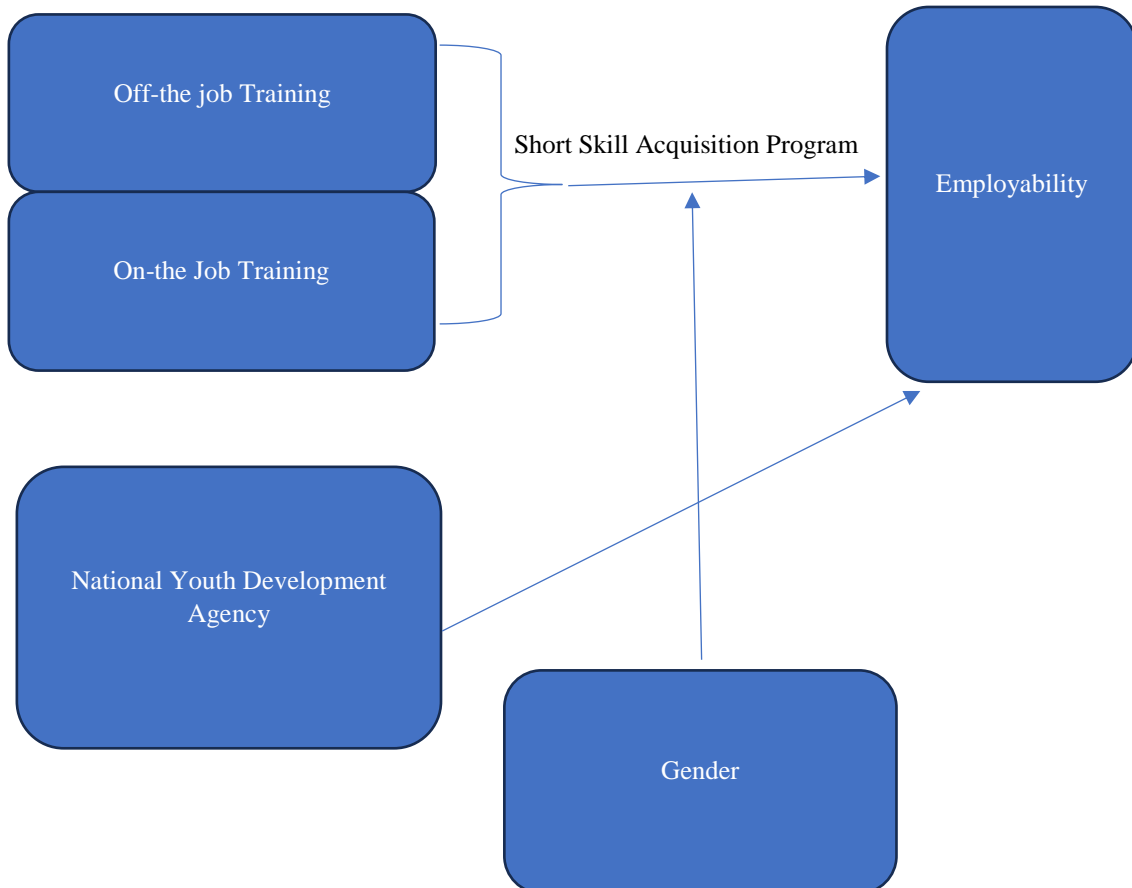 Off-the job Training
Short Skill Acquisition Program
Employability
On-the Job Training
National Youth Development
Agency
Gender